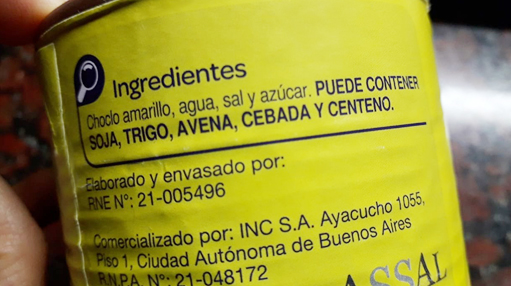 Ingredientes
Choclo amarillo, agua, sal y azúcar. PUEDE CONTENER
SOJA, TRIGO, AVENA, CEBADA Y CENTENO.
Elaborado y envasado por:
RNE N°: 21-005496
Comercializado por: INC S.A. Ayacucho 1055,
Piso 1, Ciudad Autónoma de Buenos Aires
R.N.P.A. N°: 21-048172
ASSAL